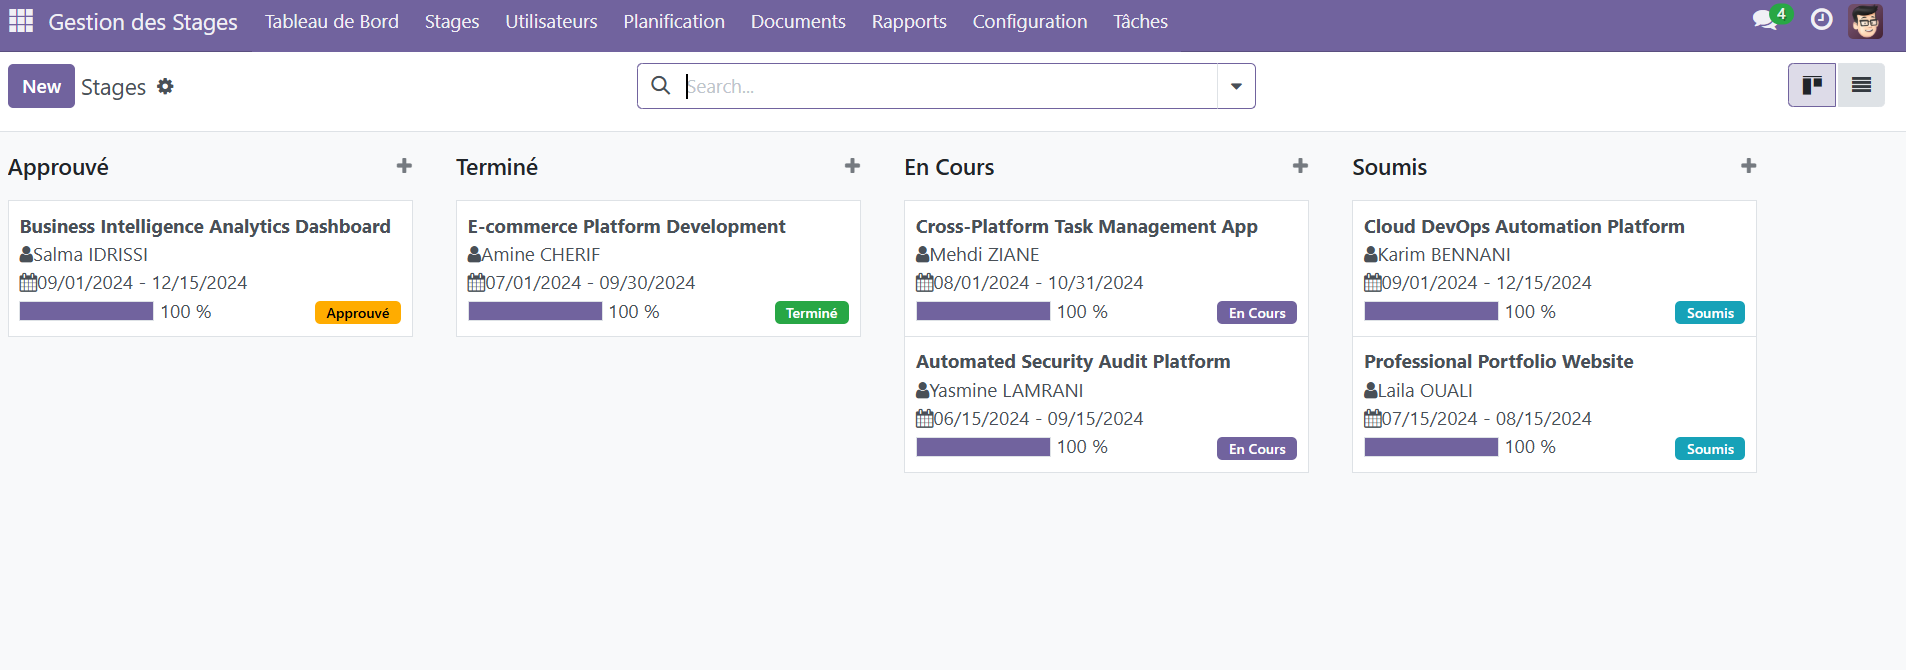 Gestion des Stages Tableau de Bord Stages Utilisateurs Planification Documents Rapports Configuration Tâches 4
New Stages Search...
Approuvé
Business Intelligence Analytics Dashboard
Salma IDRISSI
09/01/2024 - 12/15/2024
100 % Approuvé
Terminé
E-commerce Platform Development
Amine CHERIF
07/01/2024 - 09/30/2024
100 % Terminé
En Cours
Cross-Platform Task Management App
Mehdi ZIANE
08/01/2024 - 10/31/2024
100 % En Cours
Automated Security Audit Platform
Yasmine LAMRANI
06/15/2024 - 09/15/2024
100 % En Cours
Soumis
Cloud DevOps Automation Platform
Karim BENNANI
09/01/2024 - 12/15/2024
100 % Soumis
Professional Portfolio Website
Laila OUALI
07/15/2024 - 08/15/2024
100 % Soumis